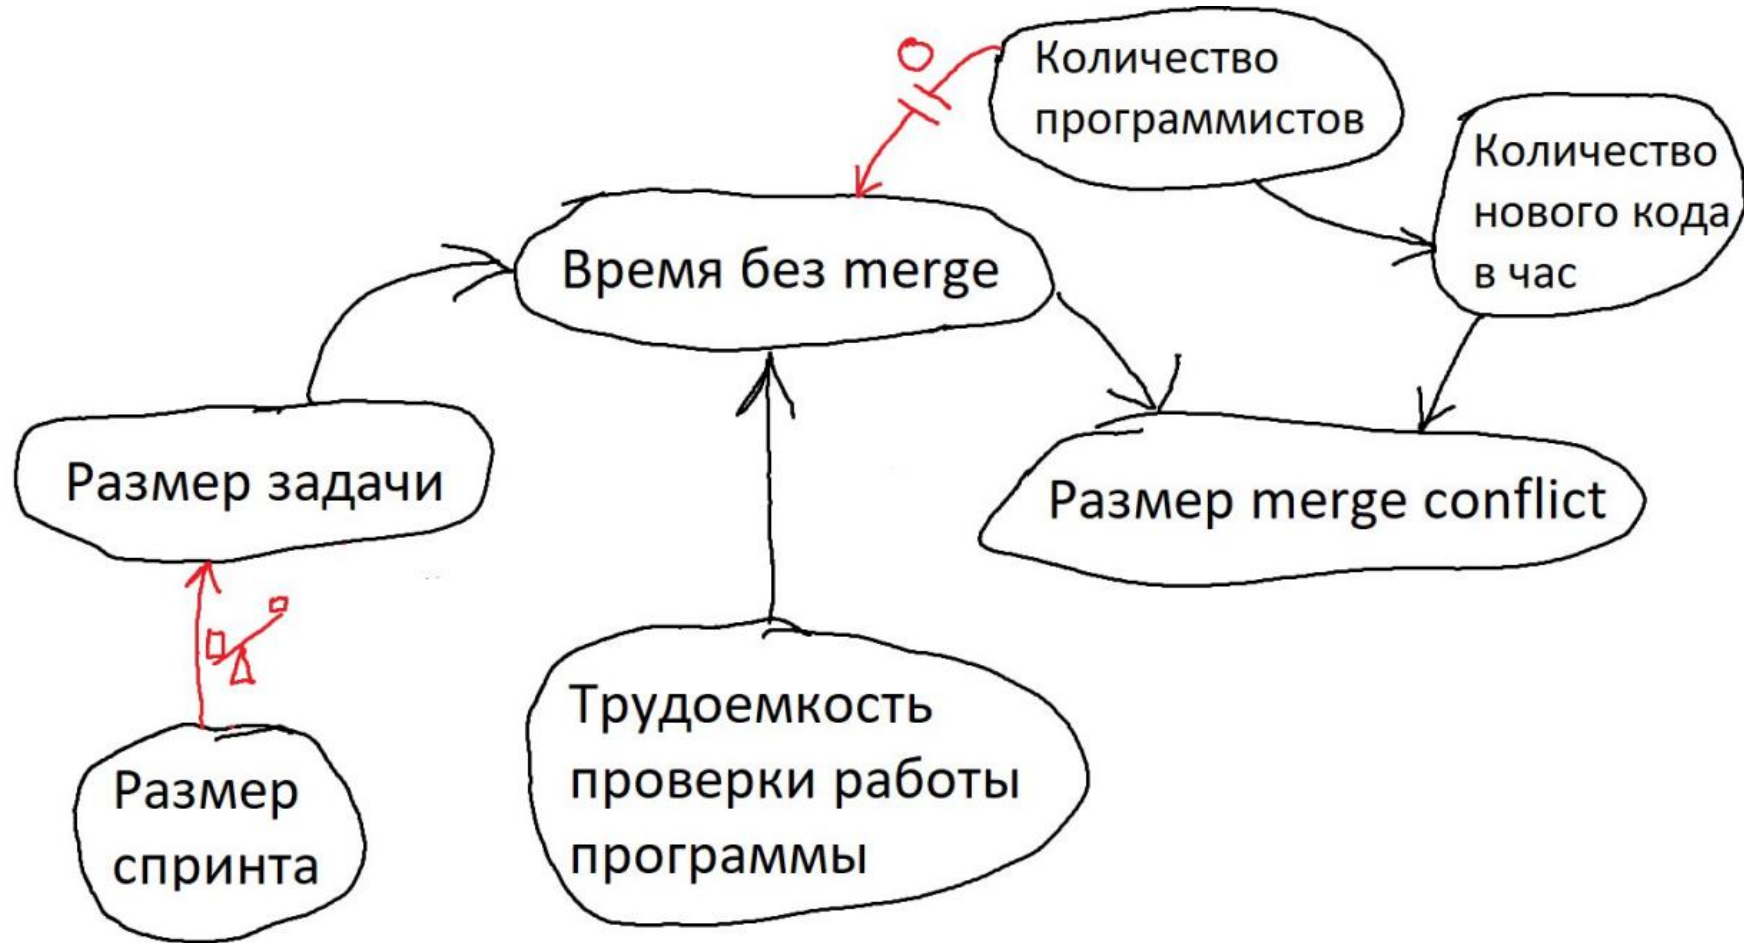 Количество
программистов
Количество
нового кода
в час
Время без merge
Размер задачи
Размер merge conflict
Трудоемкость
проверки работы
программы
Размер
спринта